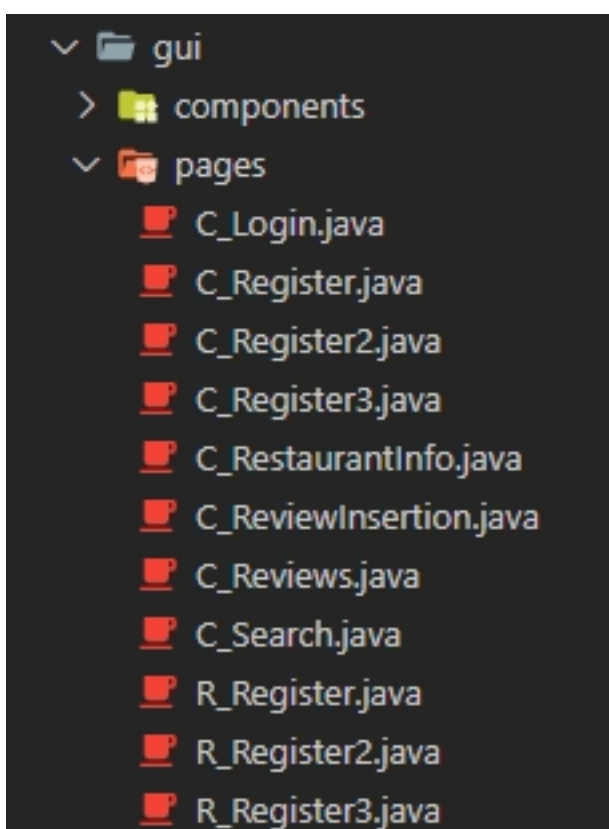 gui
components
pages
C_Login.java
C_Register.java
C_Register2.java
C_Register3.java
C_RestaurantInfo.java
C_ReviewInsertion.java
C_Reviews.java
C_Search.java
R_Register.java
R_Register2.java
R_Register3.java